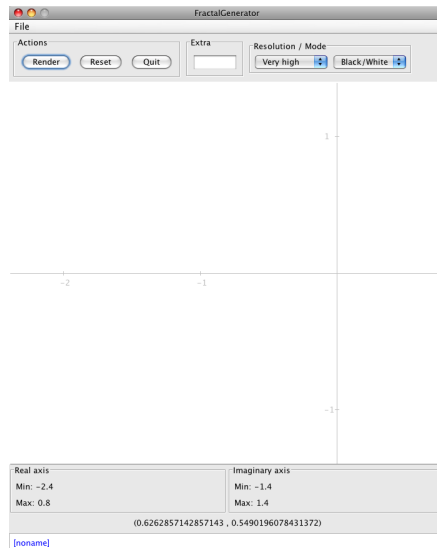 FractalGenerator
File
Actions
Extra
Resolution / Mode
Render Reset Quit
Very high Black/White
1
-2 -1
-1
Real axis
Imaginary axis
Min: -2.4
Min: -1.4
Max: 0.8
Max: 1.4
(0.6262857142857143 , 0.5490196078431372)
[noname]